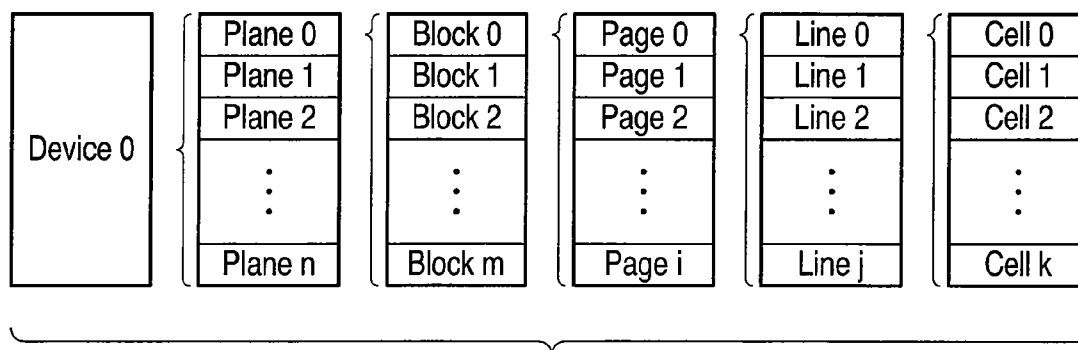 Device 0
Plane 0
Plane 1
Plane 2
Plane n
Block 0
Block 1
Block 2
Block m
Page 0
Page 1
Page 2
Page i
Line 0
Line 1
Line 2
Line j
Cell 0
Cell 1
Cell 2
Cell k